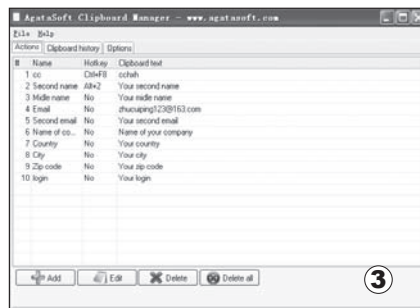 AgataSoft Clipboard Manager - www.agatasoft.com
File Help
Actions Clipboard history Options
# Name Hotkey Clipboard text
1 cc Ctrl+F8 cchxh
2 Second name Alt+2 Your second name
3 Midle name No Your midle name
4 Email No zhucuiping123@163.com
5 Second email No Your second email
6 Name of co... No Name of your company
7 Country No Your country
8 City No Your city
9 Zip code No Your zip code
10 login No Your login
Add Edit Delete Delete all
③